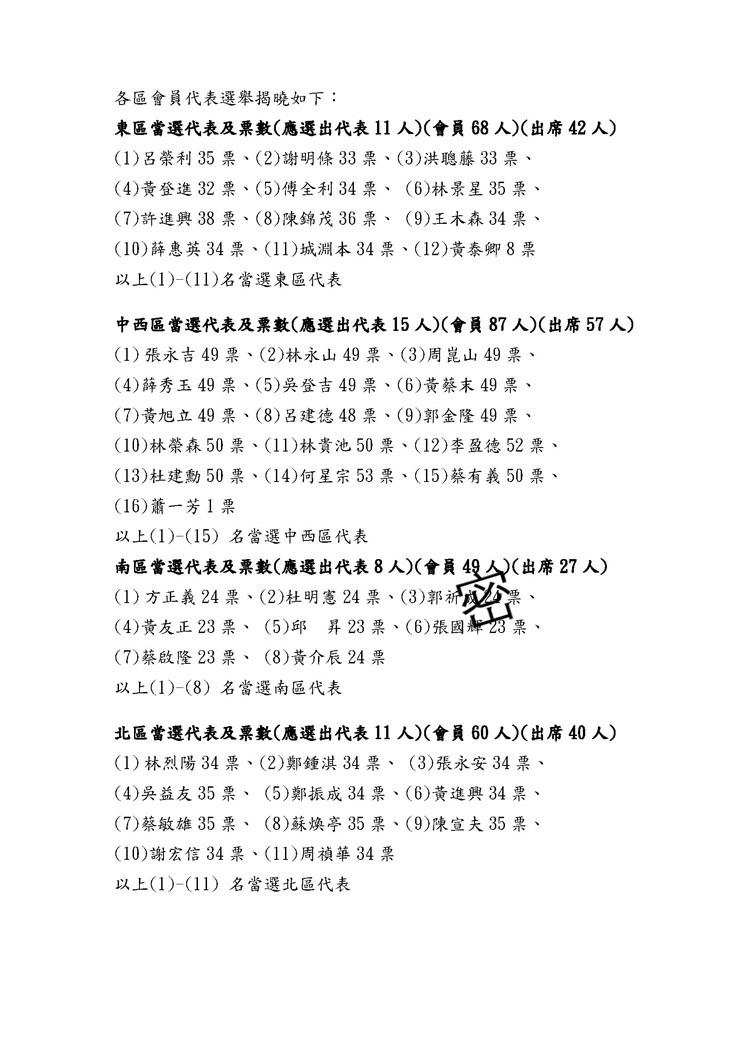 各區會員代表選舉揭曉如下：
東區當選代表及票數(應選出代表 11 人)(會員 68 人)(出席 42 人)
(1)呂榮利 35 票、(2)謝明條 33 票、(3)洪聰藤 33 票、
(4)黃登進 32 票、(5)傅全利 34 票、 (6)林景星 35 票、
(7)許進興 38 票、(8)陳錦茂 36 票、 (9)王木森 34 票、
(10)薛惠英 34 票、(11)城淵本 34 票、(12)黃泰卿 8 票
以上(1)-(11)名當選東區代表
中西區當選代表及票數(應選出代表 15 人)(會員 87 人)(出席 57 人)
(1) 張永吉 49 票、(2)林永山 49 票、(3)周崑山 49 票、
(4)薛秀玉 49 票、(5)吳登吉 49 票、(6)黃蔡末 49 票、
(7)黃旭立 49 票、(8)呂建德 48 票、(9)郭金隆 49 票、
(10)林榮森 50 票、(11)林貴池 50 票、(12)李盈德 52 票、
(13)杜建勳 50 票、(14)何星宗 53 票、(15)蔡有義 50 票、
(16)蕭一芳 1 票
以上(1)-(15) 名當選中西區代表
南區當選代表及票數(應選出代表 8 人)(會員 49 人)(出席 27 人)
(1) 方正義 24 票、(2)杜明憲 24 票、(3)郭祈成 24 票、
密
(4)黃友正 23 票、 (5)邱　昇 23 票、(6)張國輝 23 票、
(7)蔡啟隆 23 票、 (8)黃介辰 24 票
以上(1)-(8) 名當選南區代表
北區當選代表及票數(應選出代表 11 人)(會員 60 人)(出席 40 人)
(1) 林烈陽 34 票、(2)鄭鍾淇 34 票、 (3)張永安 34 票、
(4)吳益友 35 票、 (5)鄭振成 34 票、(6)黃進興 34 票、
(7)蔡敏雄 35 票、 (8)蘇煥亭 35 票、(9)陳宣夫 35 票、
(10)謝宏信 34 票、(11)周禎華 34 票
以上(1)-(11) 名當選北區代表